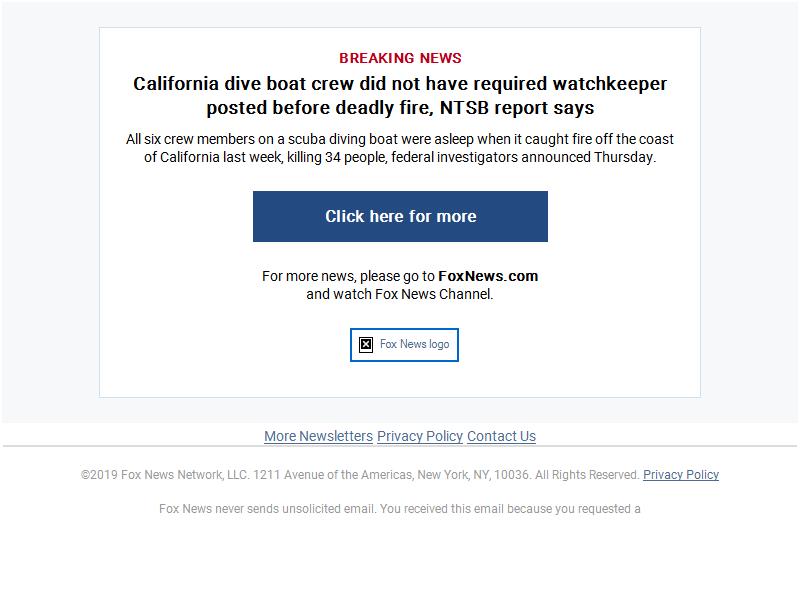 BREAKING NEWS
California dive boat crew did not have required watchkeeper
posted before deadly fire, NTSB report says
All six crew members on a scuba diving boat were asleep when it caught fire off the coast
of California last week, killing 34 people, federal investigators announced Thursday.
Click here for more
For more news, please go to FoxNews.com
and watch Fox News Channel.
Fox News logo
More Newsletters Privacy Policy Contact Us
©2019 Fox News Network, LLC. 1211 Avenue of the Americas, New York, NY, 10036. All Rights Reserved. Privacy Policy
Fox News never sends unsolicited email. You received this email because you requested a